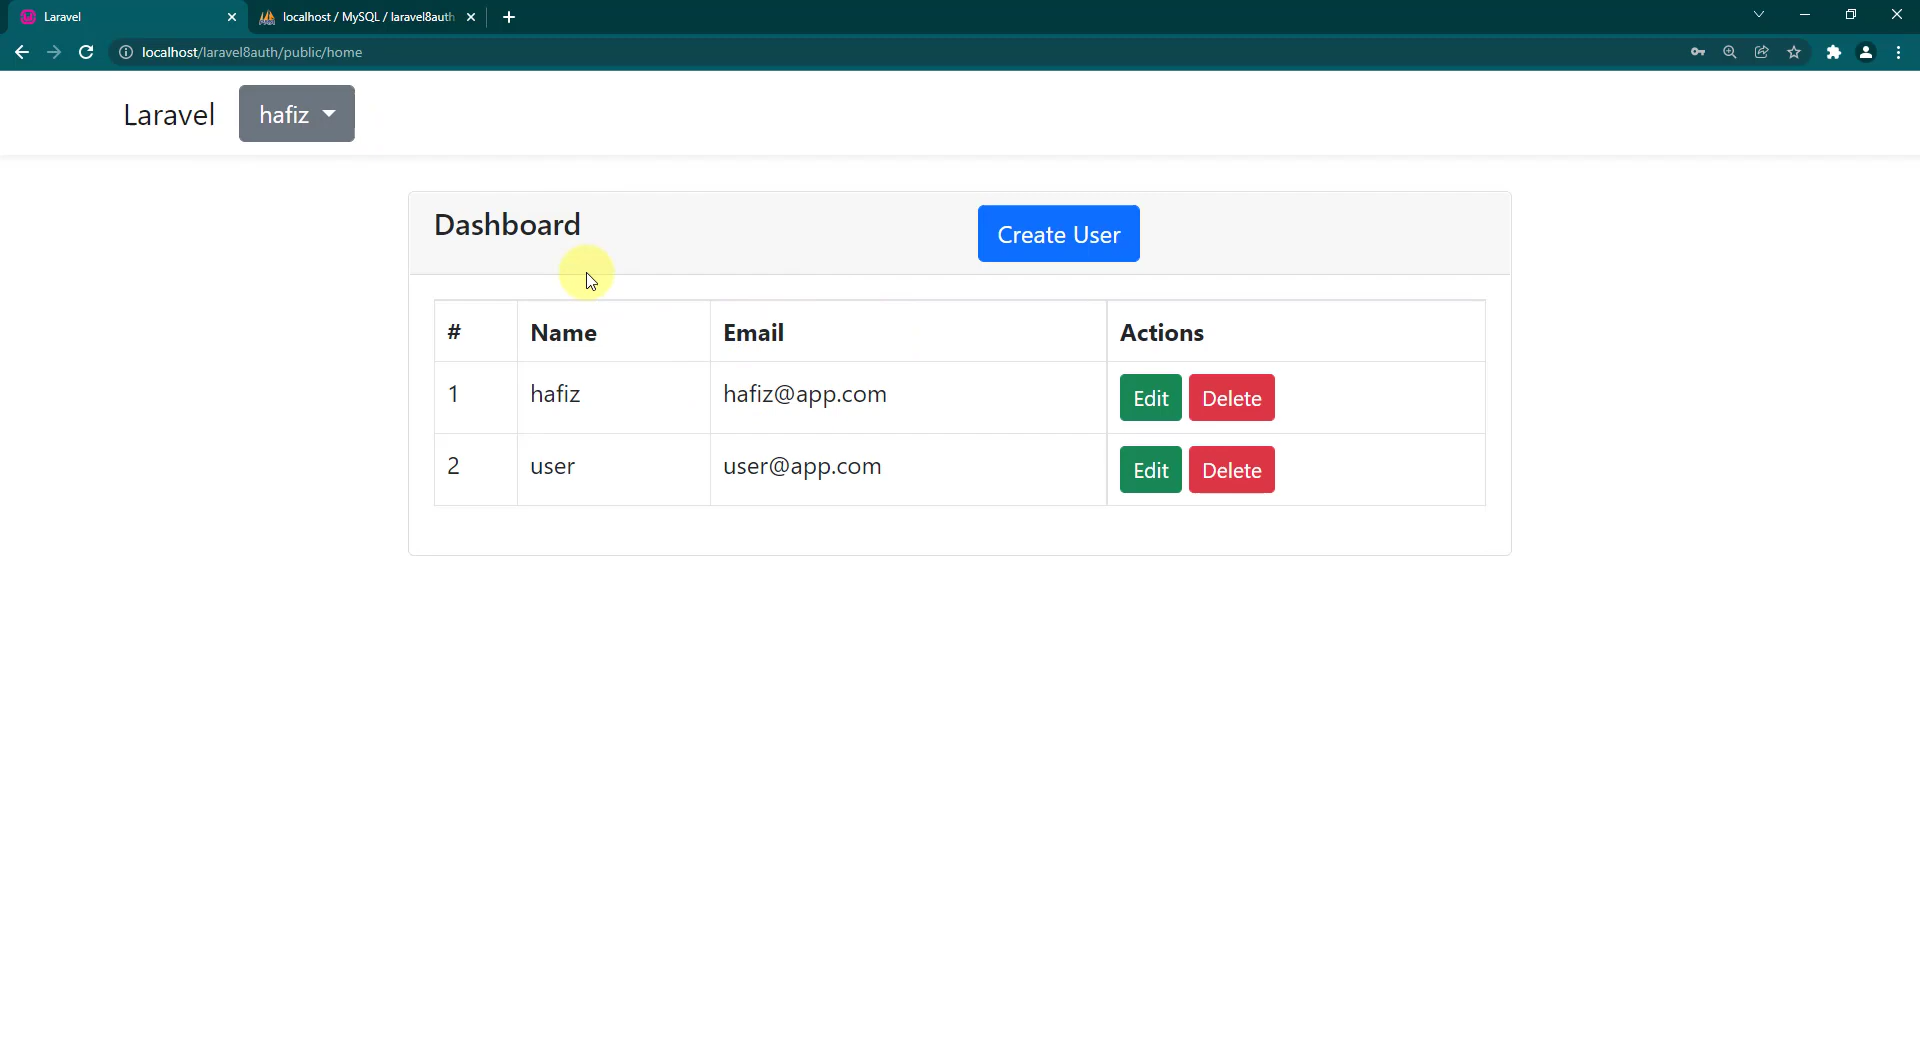 Laravel
localhost / MySQL / laravel8auth
localhost/laravel8auth/public/home
Laravel
hafiz
Dashboard
Create User
# Name Email Actions
1 hafiz hafiz@app.com Edit Delete
2 user user@app.com Edit Delete